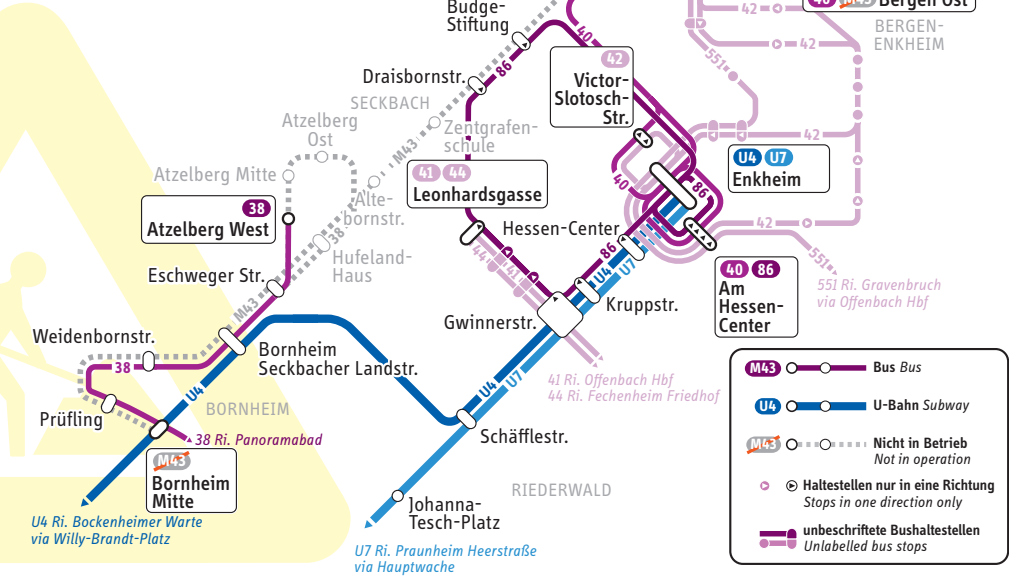 Budge-
Stiftung
40
42
40
M43
Bergen Ost
BERGEN-
ENKHEIM
42
551
86
42
Victor-
Slotosch-
Str.
Draisbornstr.
SECKBACH
Atzelberg
Ost
Zentgrafen-
schule
M43
42
U4 U7
Enkheim
Atzelberg Mitte
41 44
Leonhardsgasse
40
86
38
Atzelberg West
Alte-
bornstr.
38
Hufeland-
Haus
Hessen-Center
86
42
551
44
41
U4
U7
40 86
Am
Hessen-
Center
551 Ri. Gravenbruch
via Offenbach Hbf
Eschweger Str.
M43
Kruppstr.
Gwinnerstr.
Weidenbornstr.
Bornheim
Seckbacher Landstr.
38
U4
U4
U7
41 Ri. Offenbach Hbf
44 Ri. Fechenheim Friedhof
Prüfling
BORNHEIM
38 Ri. Panoramabad
M43
Bornheim
Mitte
Schäfflestr.
RIEDERWALD
Johanna-
Tesch-Platz
U4 Ri. Bockenheimer Warte
via Willy-Brandt-Platz
U7 Ri. Praunheim Heerstraße
via Hauptwache
M43 Bus Bus
U4 U-Bahn Subway
M43 Nicht in Betrieb
Not in operation
Haltestellen nur in eine Richtung
Stops in one direction only
unbeschriftete Bushaltestellen
Unlabelled bus stops